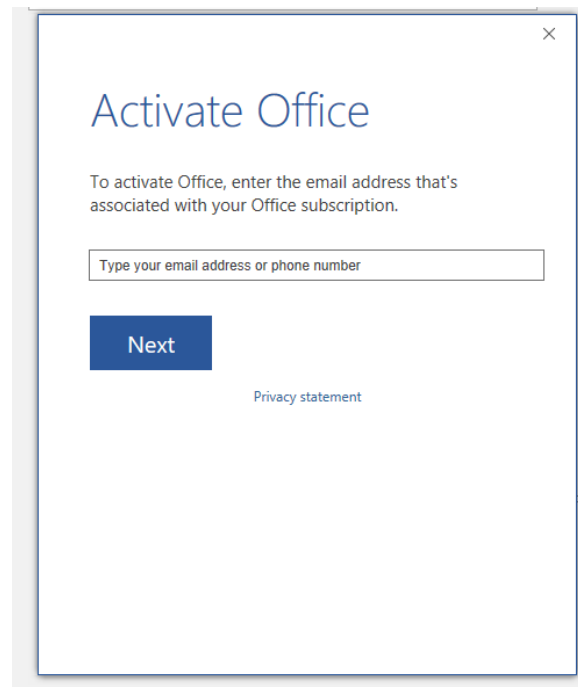 Activate Office
To activate Office, enter the email address that's
associated with your Office subscription.
Type your email address or phone number
Next
Privacy statement